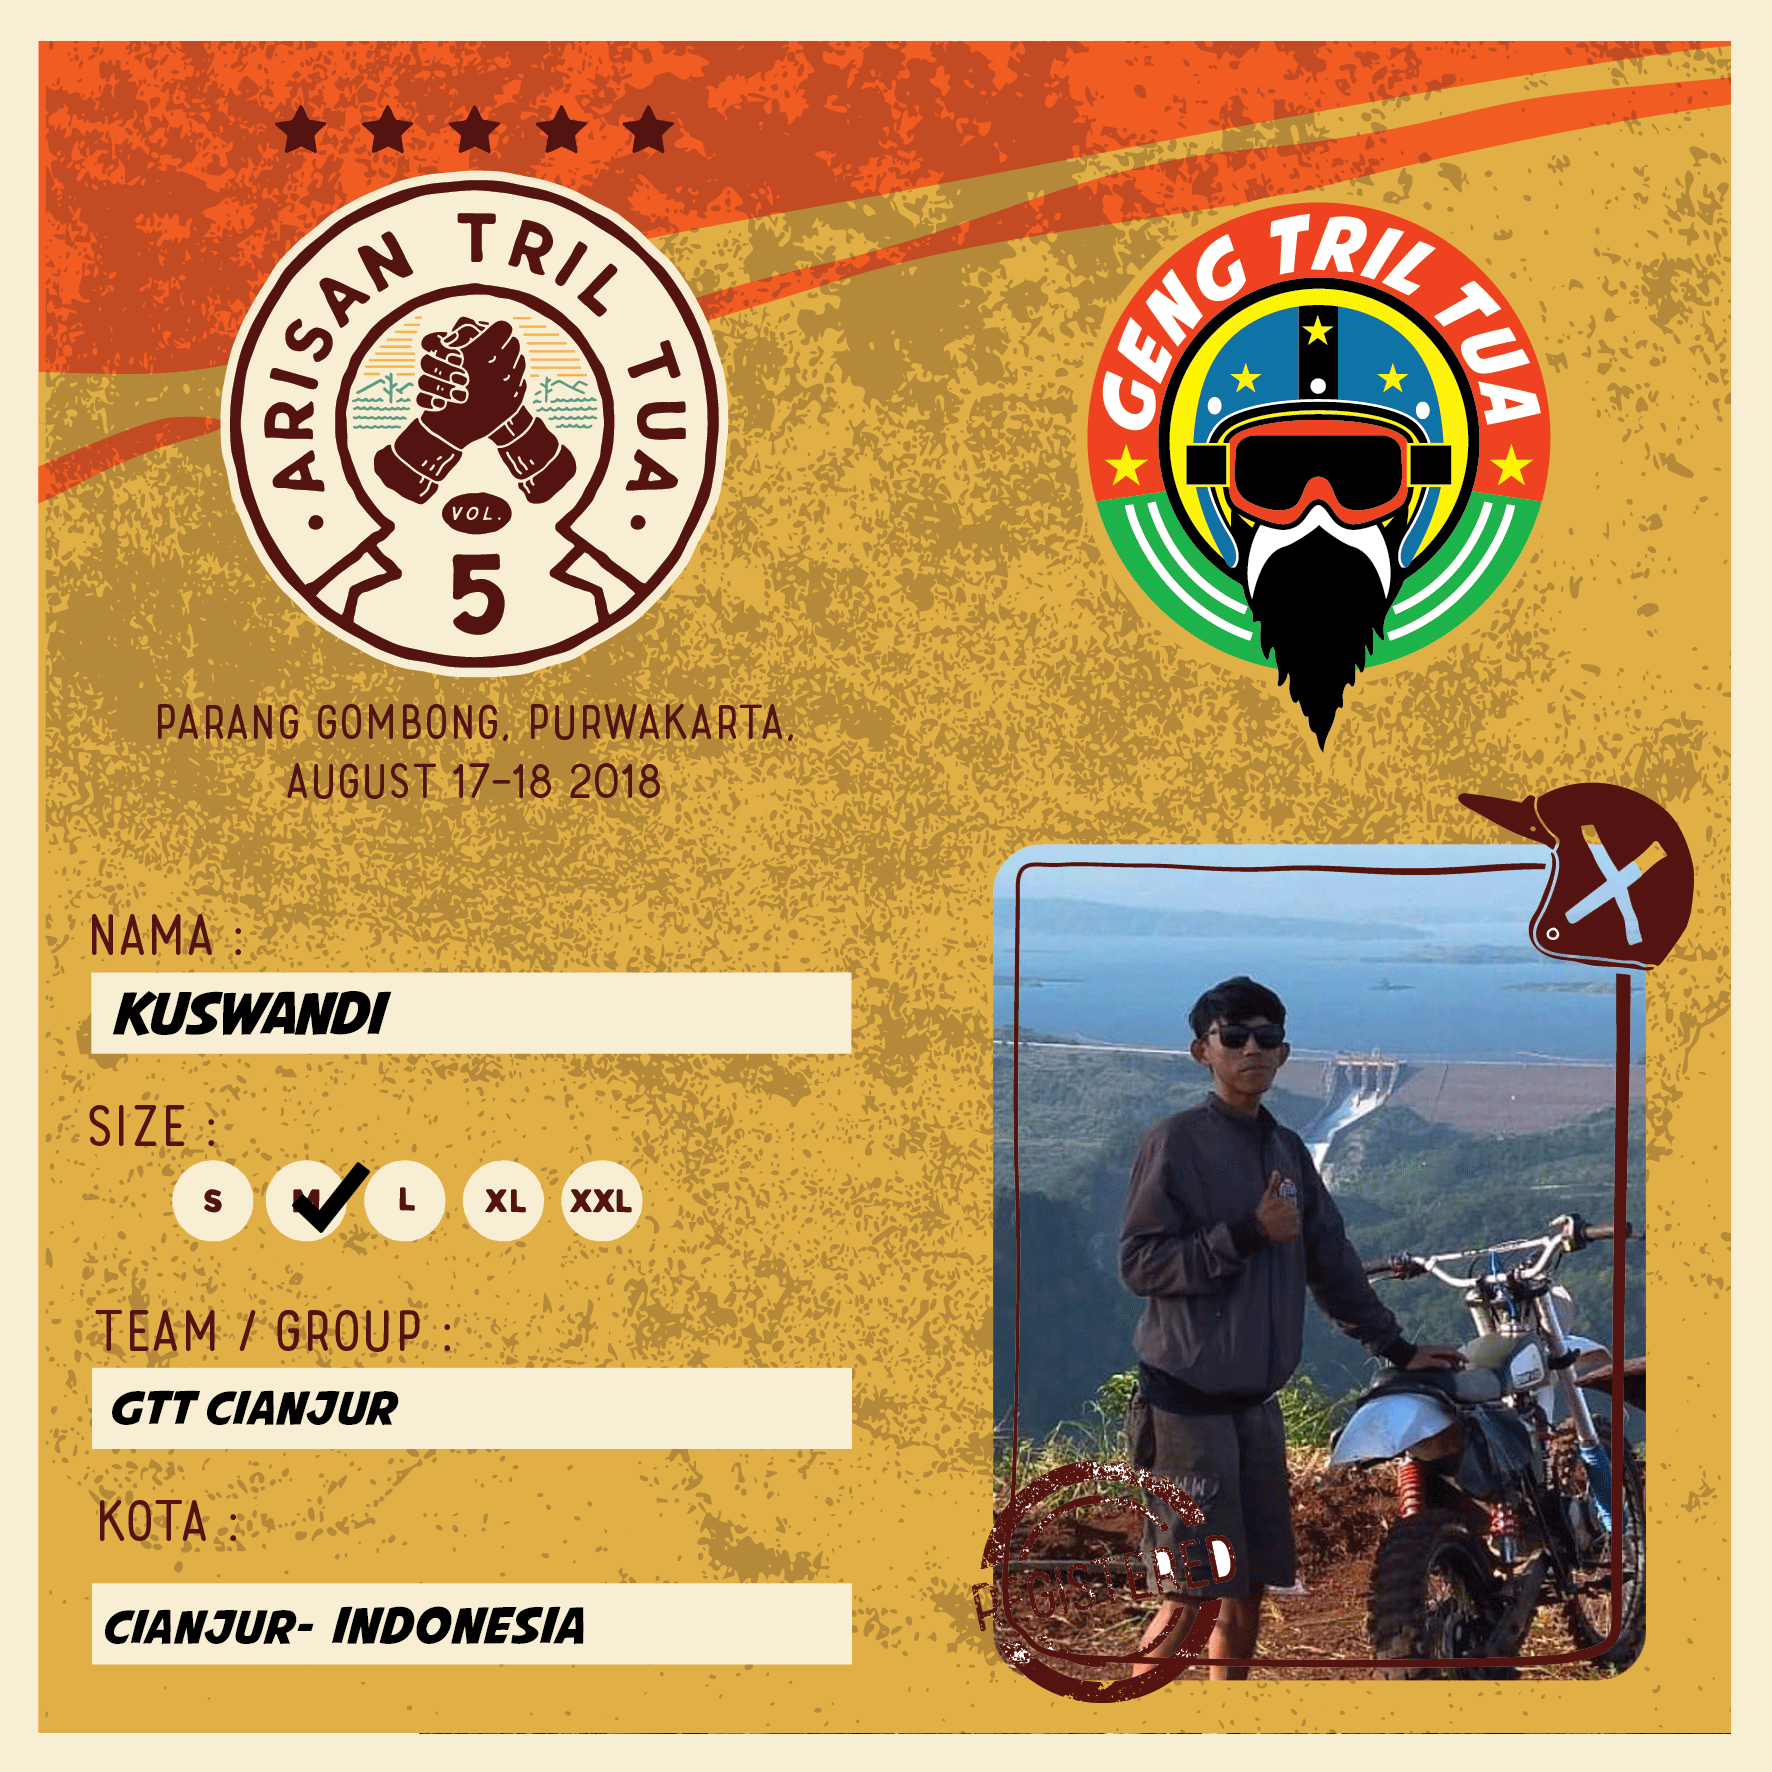 ARISAN TRIL TUA
VOL.
5
GENG TRIL TUA
PARANG GOMBONG, PURWAKARTA,
AUGUST 17-18 2018
NAMA :
KUSWANDI
SIZE :
S M L XL XXL
TEAM / GROUP :
GTT CIANJUR
KOTA :
CIANJUR- INDONESIA
REGISTERED